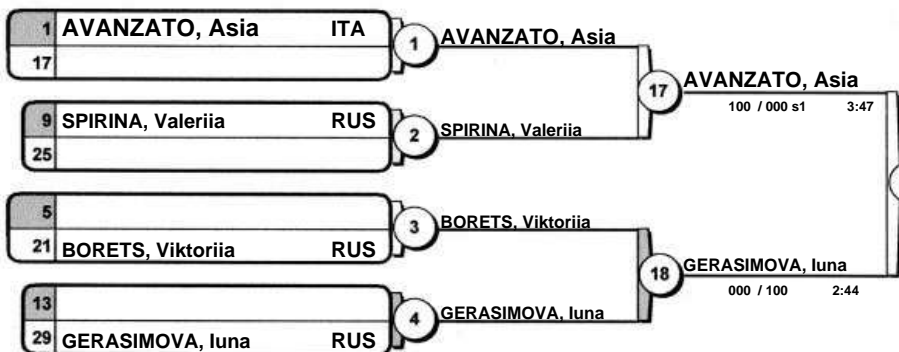 1 AVANZATO, Asia ITA
17
1
AVANZATO, Asia
9 SPIRINA, Valeriia RUS
25
2
SPIRINA, Valeriia
17
AVANZATO, Asia
100 / 000 s1 3:47
5
21 BORETS, Viktoriia RUS
3
BORETS, Viktoriia
13
29 GERASIMOVA, Iuna RUS
4
GERASIMOVA, Iuna
18
GERASIMOVA, Iuna
000 / 100 2:44